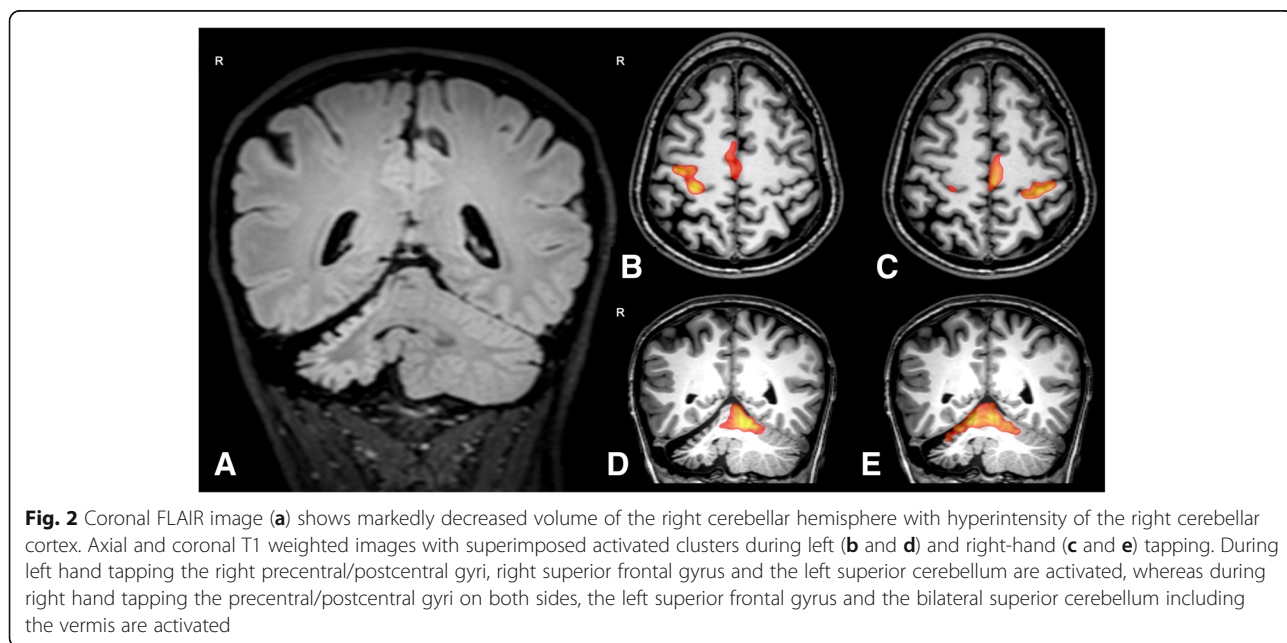 R
R
R
A
B
C
D
E
Fig. 2 Coronal FLAIR image (a) shows markedly decreased volume of the right cerebellar hemisphere with hyperintensity of the right cerebellar
cortex. Axial and coronal T1 weighted images with superimposed activated clusters during left (b and d) and right-hand (c and e) tapping. During
left hand tapping the right precentral/postcentral gyri, right superior frontal gyrus and the left superior cerebellum are activated, whereas during
right hand tapping the precentral/postcentral gyri on both sides, the left superior frontal gyrus and the bilateral superior cerebellum including
the vermis are activated